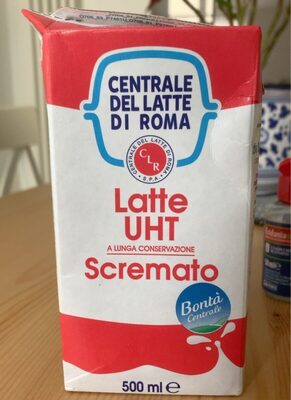 CENTRALE
DEL LATTE
DI ROMA
CENTRALE DEL LATTE DI ROMA
CLR
S.P.A.
Latte
UHT
A LUNGA CONSERVAZIONE
Scremato
Bontà
Centrale
500 ml e